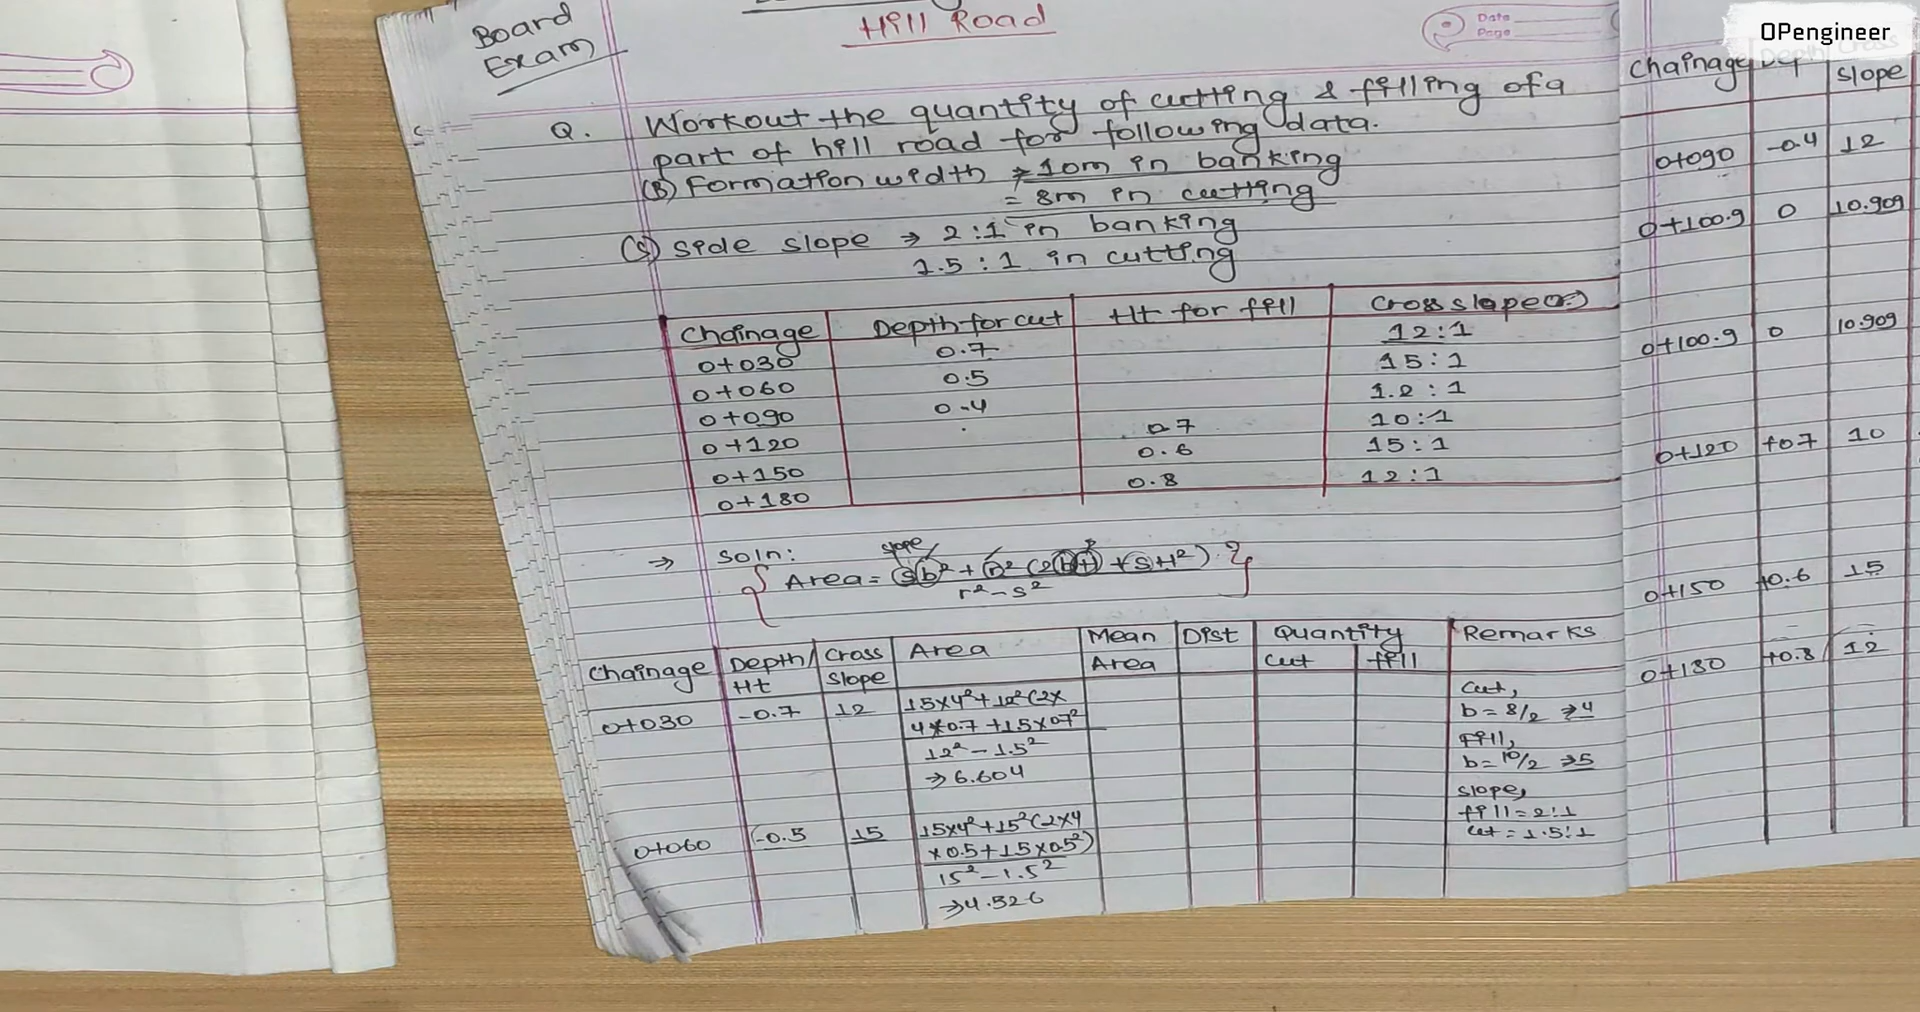 OPengineer
Board
Exam
Hill Road
Date
Page
Q. Workout the quantity of cutting & filling of a
part of hill road for following data.
(B) Formation width → 10m in banking
= 8m in cutting
(S) side slope → 2:1 in banking
1.5:1 in cutting
Chainage Depth for cut Ht for fill Cross slope (r)
0+030 0.7 12:1
0+060 0.5 15:1
0+090 0.4 1.2 : 1
0+120 0.7 10:1
0+150 0.6 15:1
0+180 0.8 12:1
⇒ Soln:
slope
{ Area = sb² + r² (2bH + sH²) }
r² - s²
Chainage Depth/Ht Cross Slope Area Mean Area Dist Quantity Remarks
cut fill
0+030 -0.7 12 1.5×4²+12²(2×
4×0.7+1.5×0.7²
12² - 1.5²
→ 6.604
0+060 -0.5 15 1.5×4²+15²(2×4
×0.5+1.5×0.5²)
15² - 1.5²
→ 4.526
Cut,
b = 8/2 ⇒ 4
fill,
b = 10/2 ⇒ 5
slope,
fill = 2:1
cut = 1.5:1
Chainage Depth Cross
slope
0+090 -0.4 12
0+100.9 0 10.909
0+100.9 0 10.909
0+120 +0.7 10
0+150 +0.6 15
0+180 +0.8 12